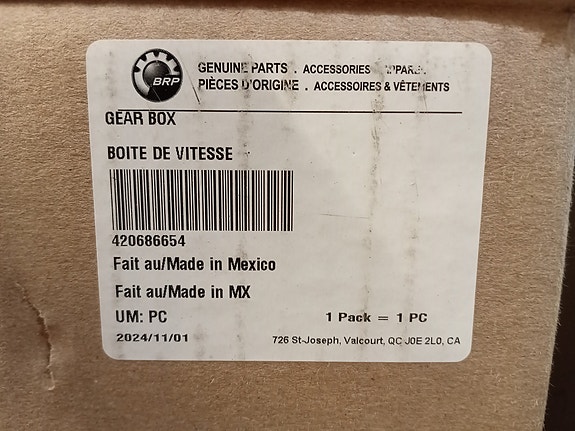 BRP
GENUINE PARTS . ACCESSORIES . APPAREL
PIÈCES D'ORIGINE . ACCESSOIRES & VÊTEMENTS
GEAR BOX
BOITE DE VITESSE
420686654
Fait au/Made in Mexico
Fait au/Made in MX
UM: PC
1 Pack = 1 PC
2024/11/01
726 St-Joseph, Valcourt, QC J0E 2L0, CA